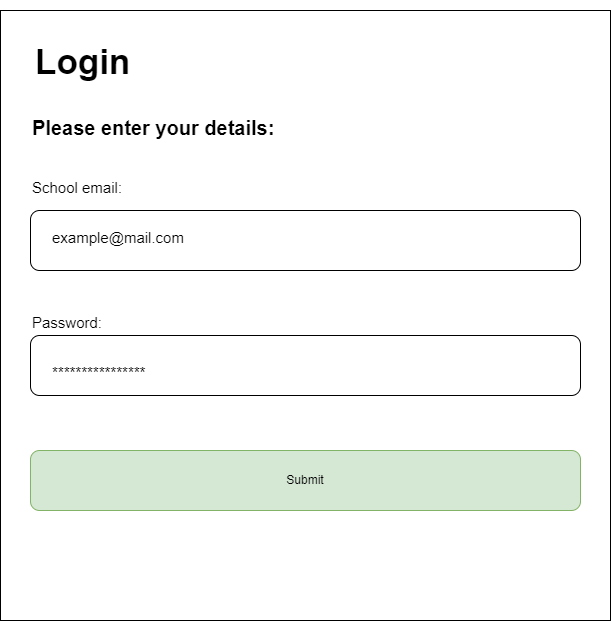 Login
Please enter your details:
School email:
example@mail.com
Password:
****************
Submit